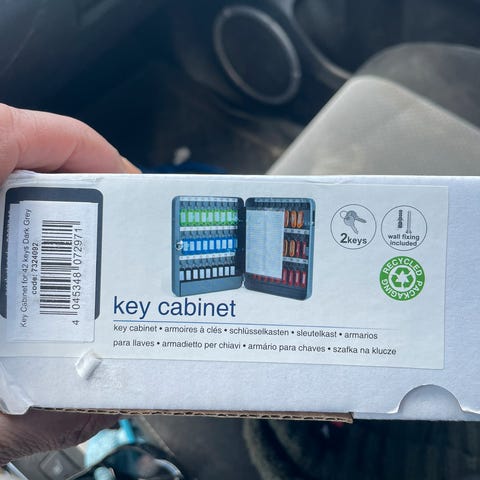 Key Cabinet for 42 keys Dark Grey
code: 7324092
4 045348 072971
2keys
wall fixing
included
RECYCLED
PACKAGING
key cabinet
key cabinet • armoires à clés • schlüsselkasten • sleutelkast • armarios
para llaves • armadietto per chiavi • armário para chaves • szafka na klucze